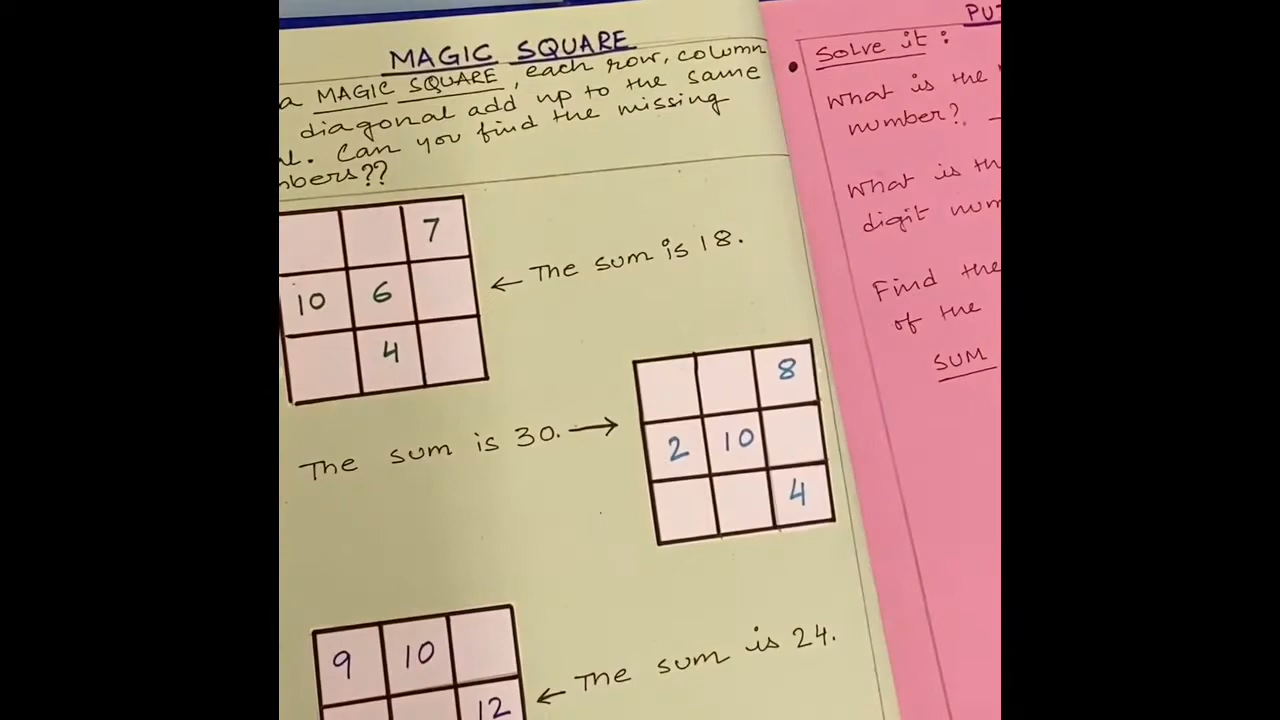 MAGIC SQUARE
a MAGIC SQUARE, each row, column
diagonal add up to the same
Can you find the missing
??
7
10 6
4
← The sum is 18.
The sum is 30. →
8
2 10
4
9 10
12
← The sum is 24.
Solve it:
What is the
number?
What is
digit
Find the
of the
SUM